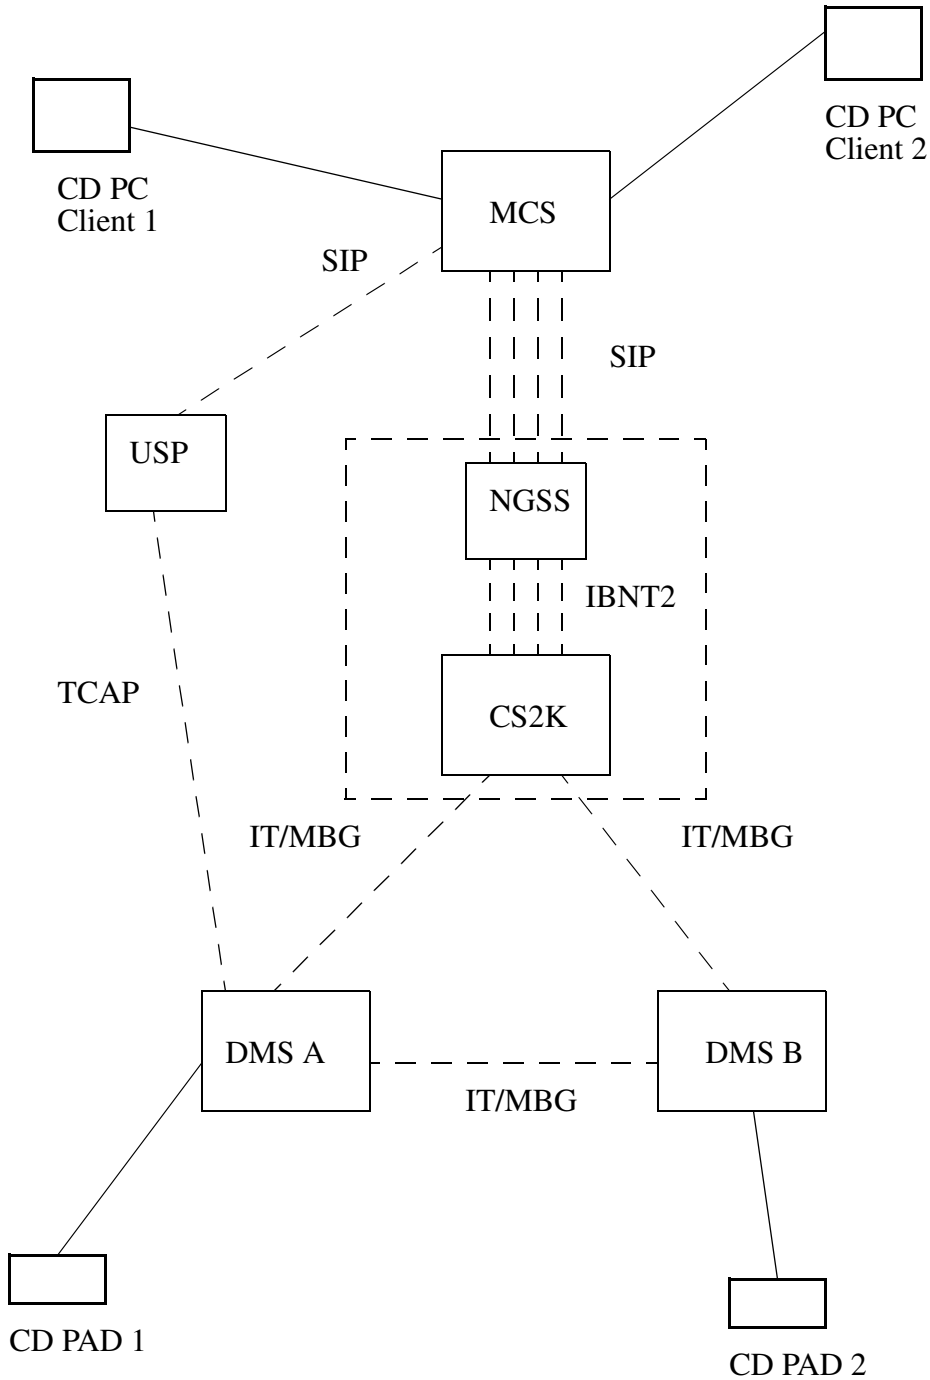 CD PC
Client 2
CD PC
Client 1
MCS
SIP
SIP
USP
NGSS
IBNT2
TCAP
CS2K
IT/MBG
IT/MBG
DMS A
DMS B
IT/MBG
CD PAD 1
CD PAD 2